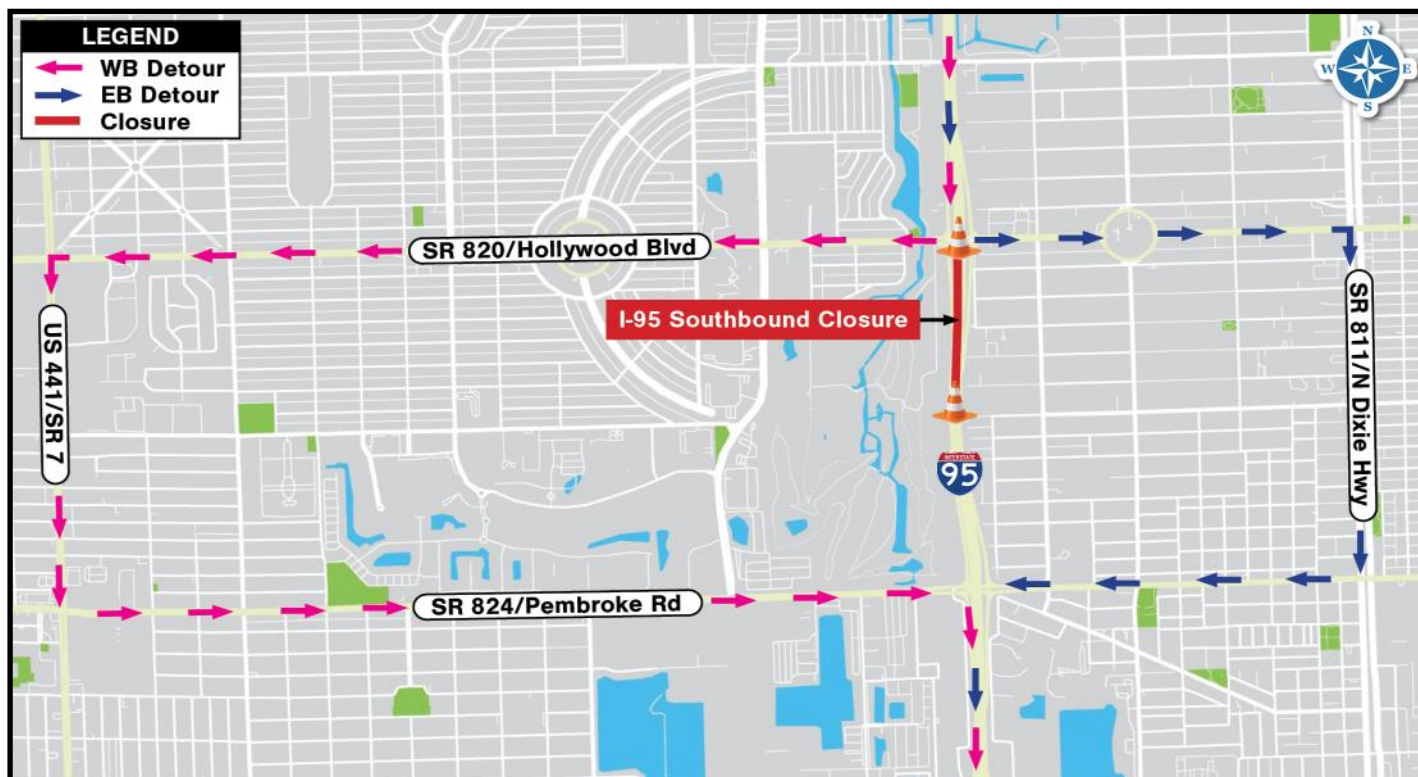 LEGEND
WB Detour
EB Detour
Closure
N
W E
S
SR 820/Hollywood Blvd
I-95 Southbound Closure
US 441/SR 7
SR 811/N Dixie Hwy
INTERSTATE
95
SR 824/Pembroke Rd